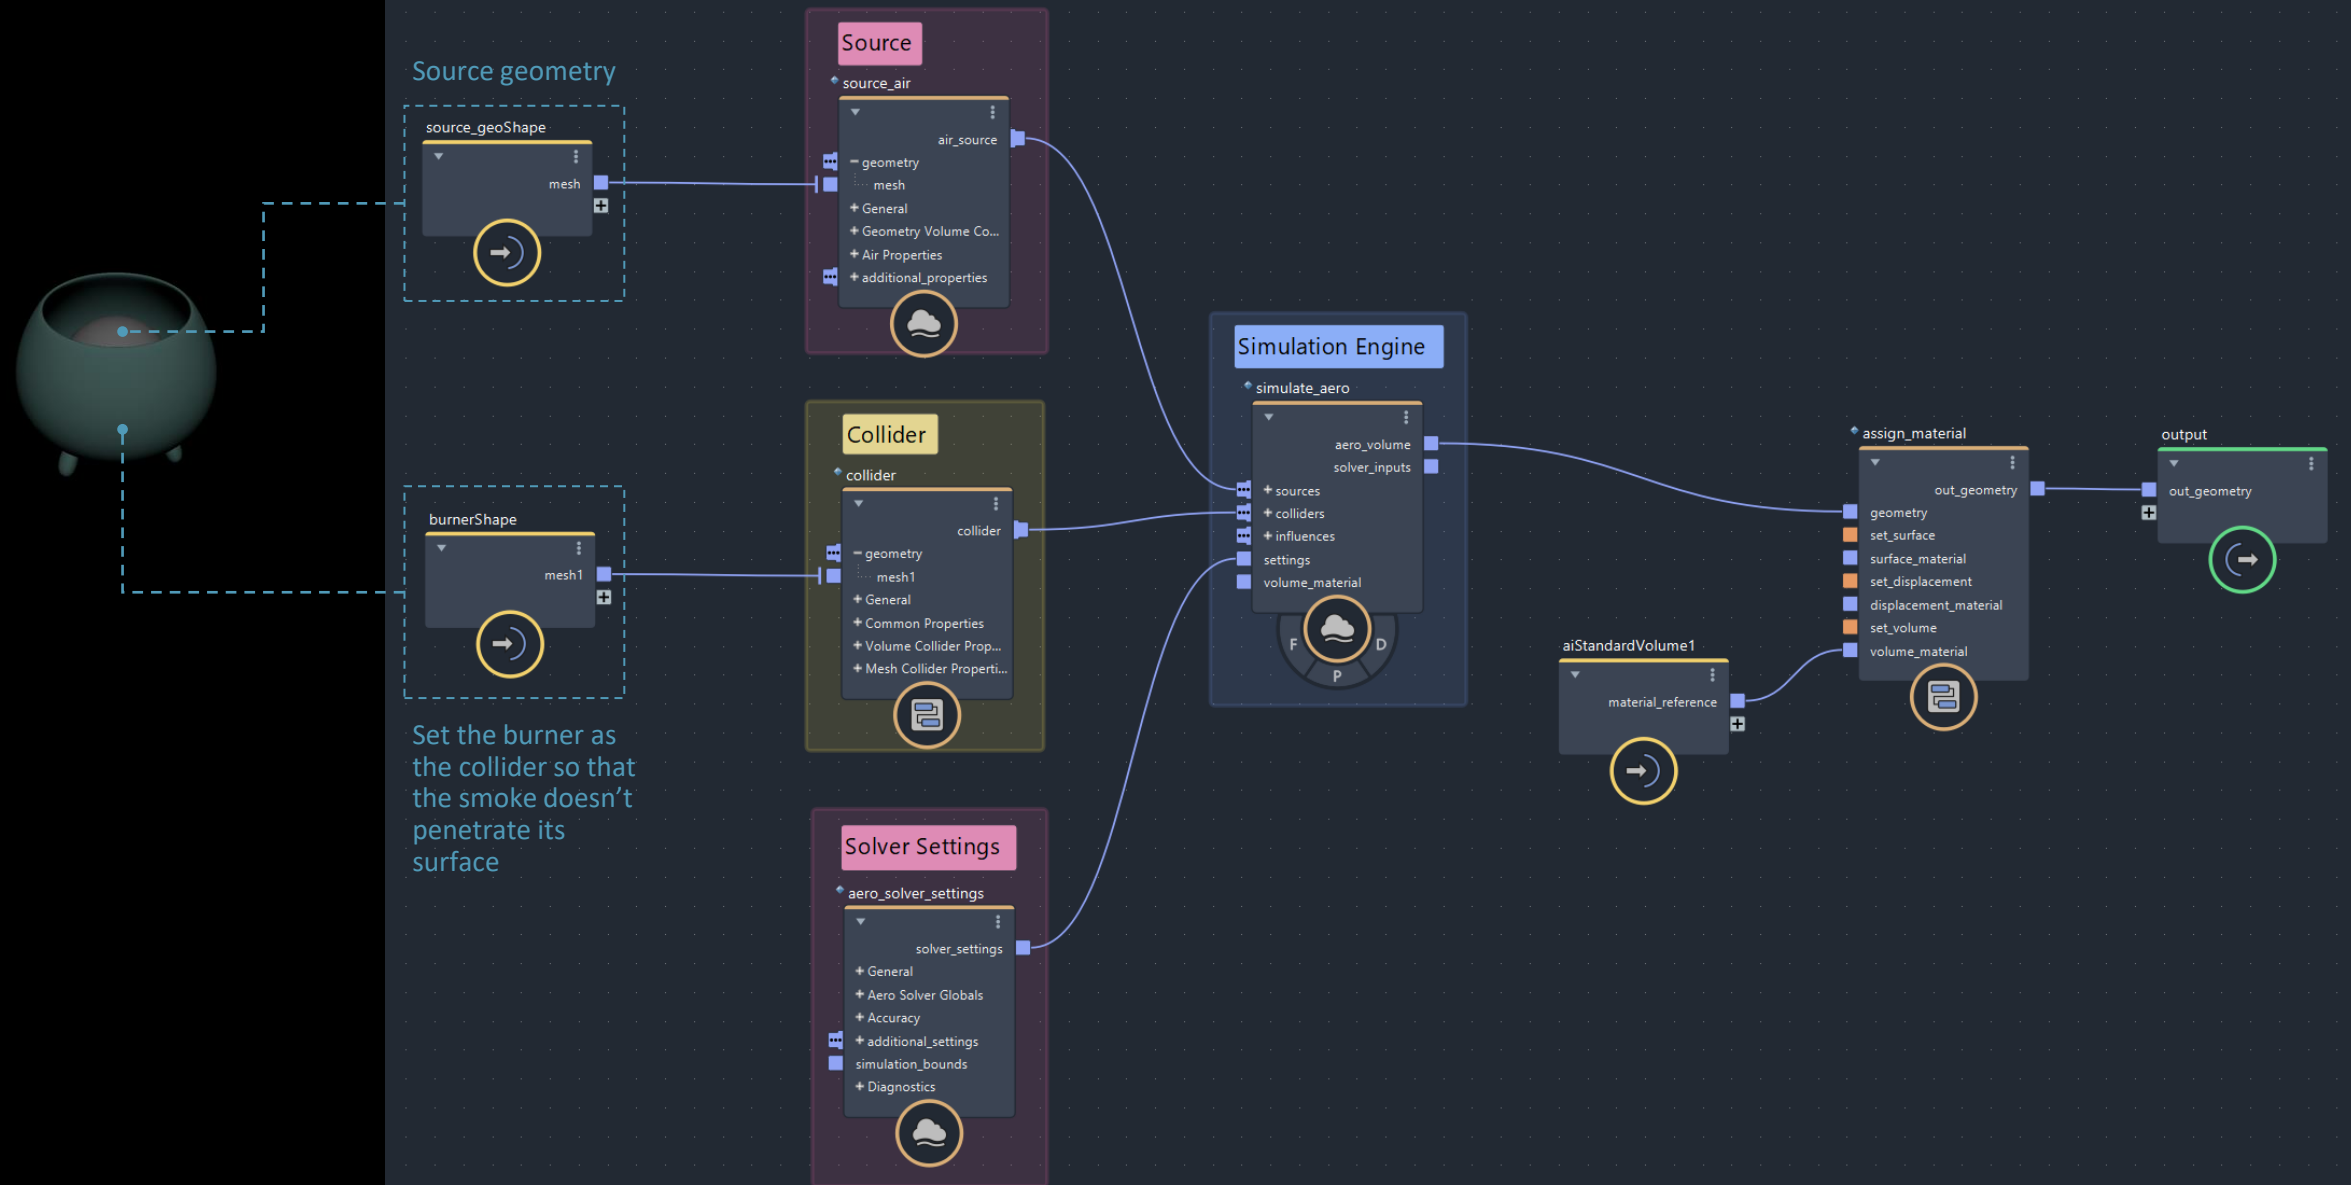 Source geometry
source_geoShape
mesh
Source
source_air
air_source
geometry
mesh
General
Geometry Volume Co...
Air Properties
additional_properties
burnerShape
mesh1
Set the burner as
the collider so that
the smoke doesn't
penetrate its
surface
Collider
collider
collider
geometry
mesh1
General
Common Properties
Volume Collider Prop...
Mesh Collider Properti...
Solver Settings
aero_solver_settings
solver_settings
General
Aero Solver Globals
Accuracy
additional_settings
simulation_bounds
Diagnostics
Simulation Engine
simulate_aero
aero_volume
solver_inputs
sources
colliders
influences
settings
volume_material
F
D
P
aiStandardVolume1
material_reference
assign_material
out_geometry
geometry
set_surface
surface_material
set_displacement
displacement_material
set_volume
volume_material
output
out_geometry